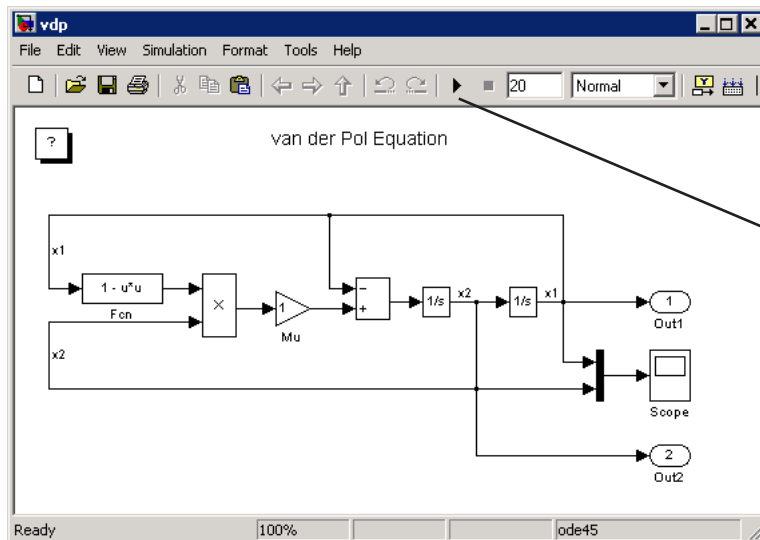 vdp
File Edit View Simulation Format Tools Help
20 Normal
?
van der Pol Equation
x1
1 - u*u
Fcn
×
1
Mu
−
+
1/s
x2
1/s
x1
1
Out1
x2
Scope
2
Out2
Ready 100% ode45